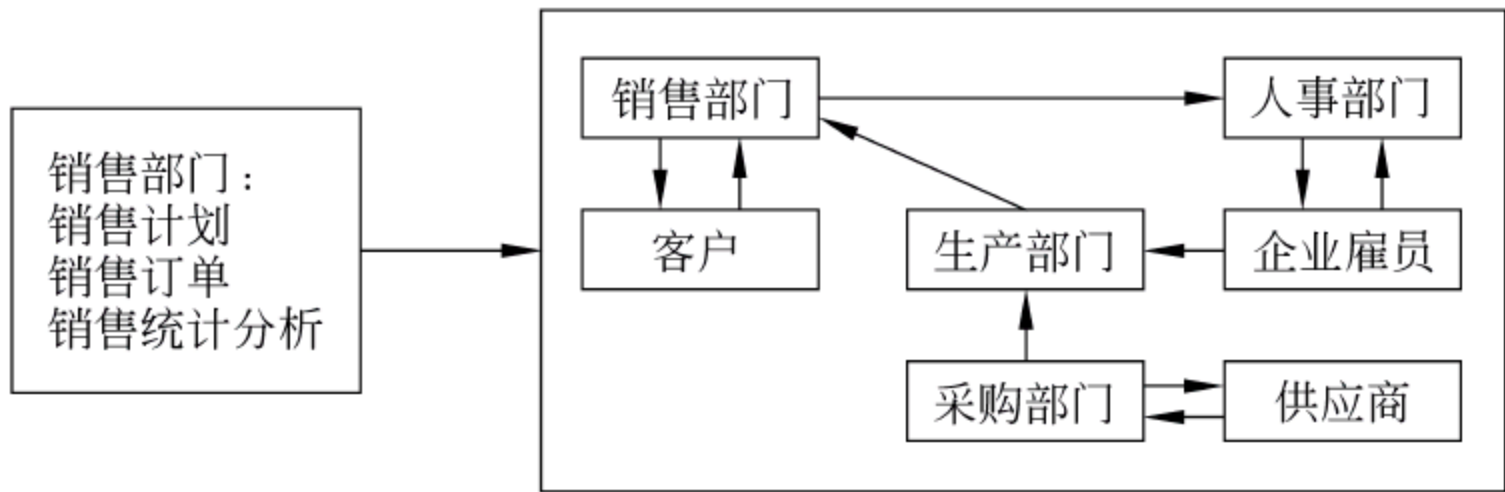 销售部门：
销售计划
销售订单
销售统计分析
销售部门
人事部门
客户
生产部门
企业雇员
采购部门
供应商